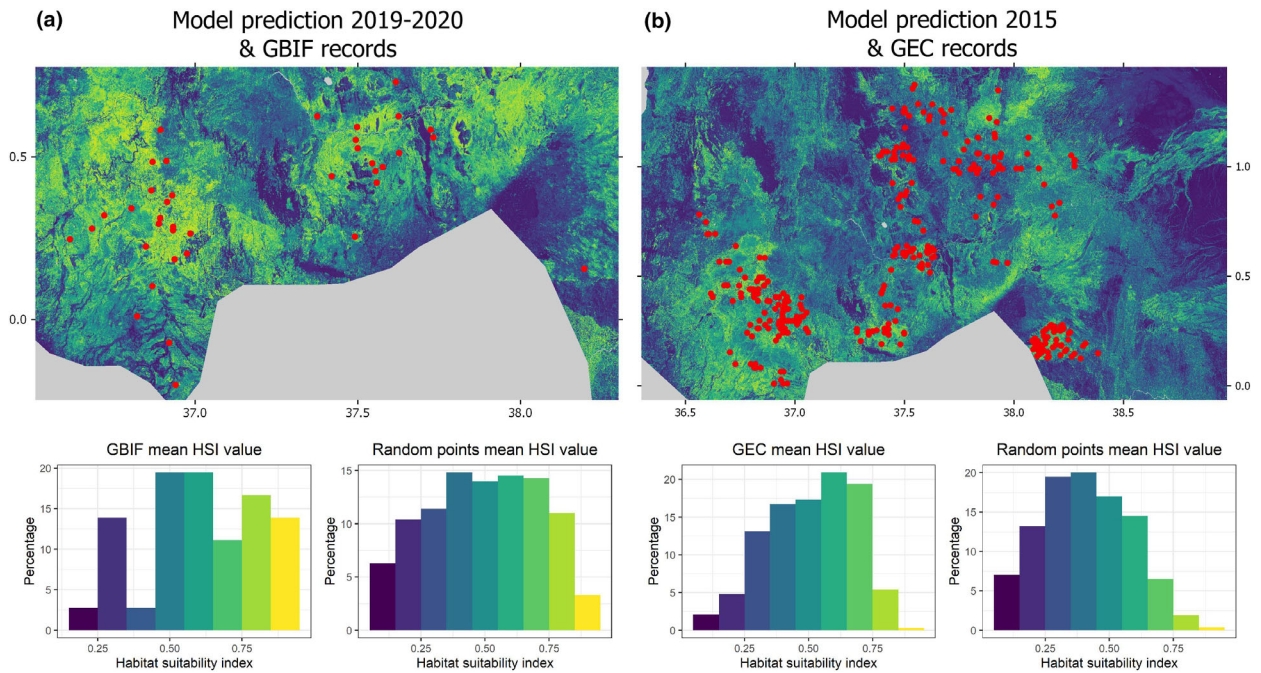 (a)
Model prediction 2019-2020
& GBIF records
(b)
Model prediction 2015
& GEC records
0.5
0.0
37.0
37.5
38.0
1.0
0.5
0.0
36.5
37.0
37.5
38.0
38.5
GBIF mean HSI value
Percentage
20
15
10
5
0
0.25
0.50
0.75
Habitat suitability index
Random points mean HSI value
Percentage
15
10
5
0
0.25
0.50
0.75
Habitat suitability index
GEC mean HSI value
Percentage
20
15
10
5
0
0.25
0.50
0.75
Habitat suitability index
Random points mean HSI value
Percentage
20
15
10
5
0
0.25
0.50
0.75
Habitat suitability index